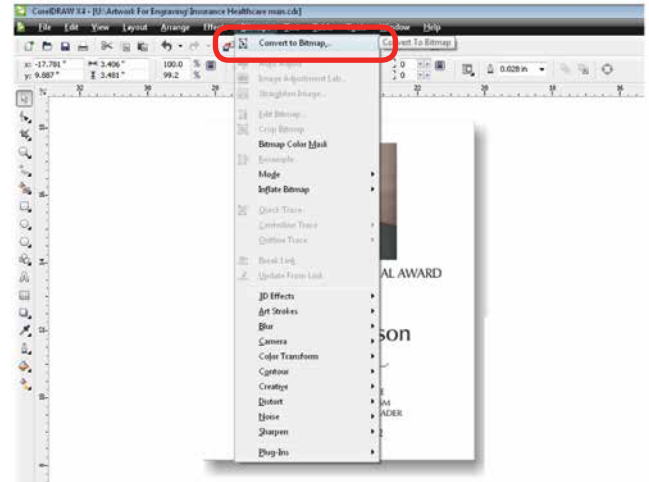 CorelDRAW X4 - [U:\Artwork For Engraving\Insurance Healthcare man.cdr]
File Edit View Layout Arrange Effects Window Help
Convert to Bitmap...
Convert To Bitmap
x: -17.781 "
y: 9.887 "
3.406 "
3.481 "
100.0 %
99.2 %
0.028 in
Image Adjustment Lab...
Straighten Image...
Edit Bitmap...
Crop Bitmap
Bitmap Color Mask
Resample...
Mode
Inflate Bitmap
Quick Trace
Centerline Trace
Outline Trace
Break Link
Update From Link
AL AWARD
3D Effects
Art Strokes
Blur
son
Camera
Color Transform
Contour
Creative
Distort
ADER
Noise
Sharpen
Plug-Ins